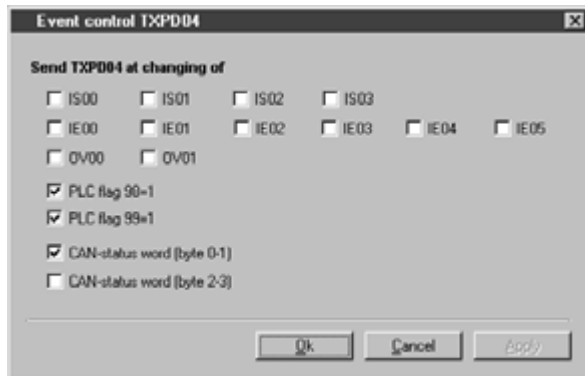 Event control TXPD04
Send TXPD04 at changing of
IS00 IS01 IS02 IS03
IE00 IE01 IE02 IE03 IE04 IE05
OV00 OV01
PLC flag 98=1
PLC flag 99=1
CAN-status word (byte 0-1)
CAN-status word (byte 2-3)
Ok Cancel Apply